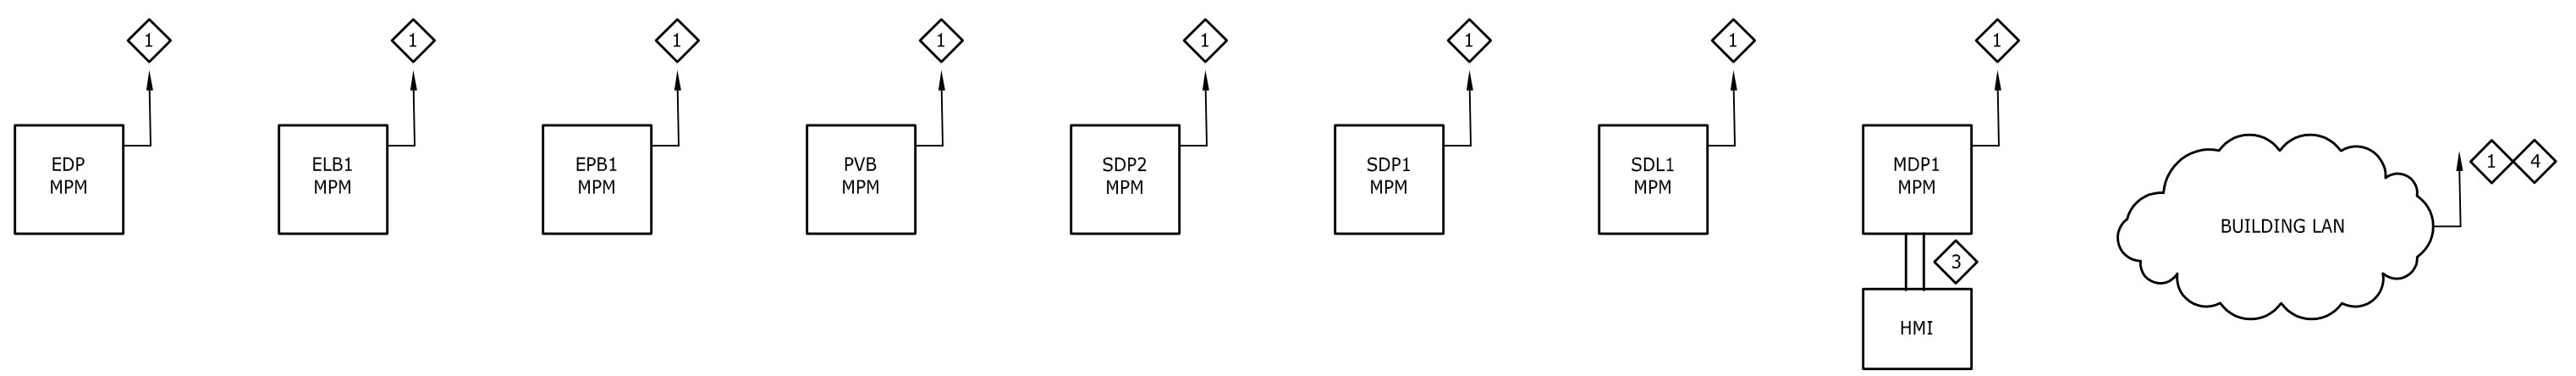 1
1
1
1
1
1
1
1
EDP
MPM
ELB1
MPM
EPB1
MPM
PVB
MPM
SDP2
MPM
SDP1
MPM
SDL1
MPM
MDP1
MPM
3
HMI
BUILDING LAN
1 4